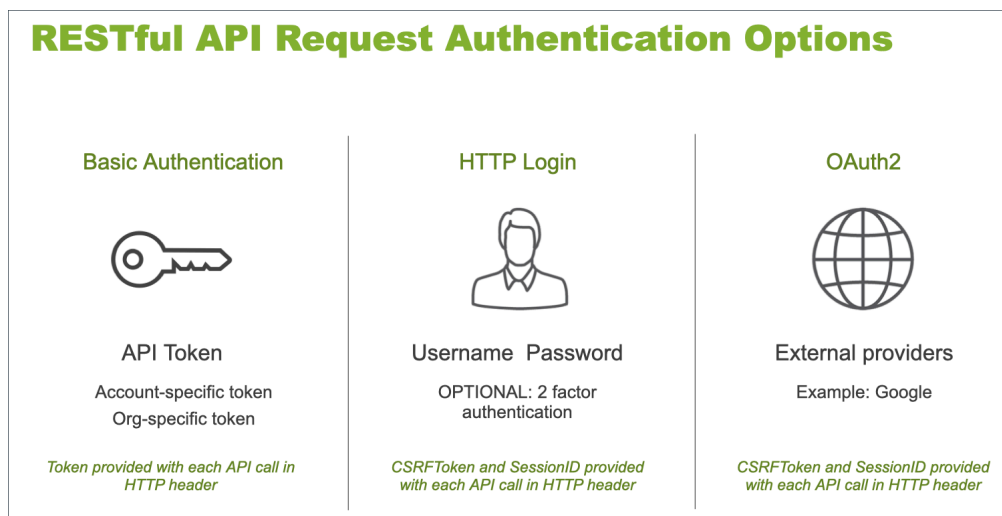 RESTful API Request Authentication Options
Basic Authentication
API Token
Account-specific token
Org-specific token
Token provided with each API call in
HTTP header
HTTP Login
Username  Password
OPTIONAL: 2 factor
authentication
CSRFToken and SessionID provided
with each API call in HTTP header
OAuth2
External providers
Example: Google
CSRFToken and SessionID provided
with each API call in HTTP header